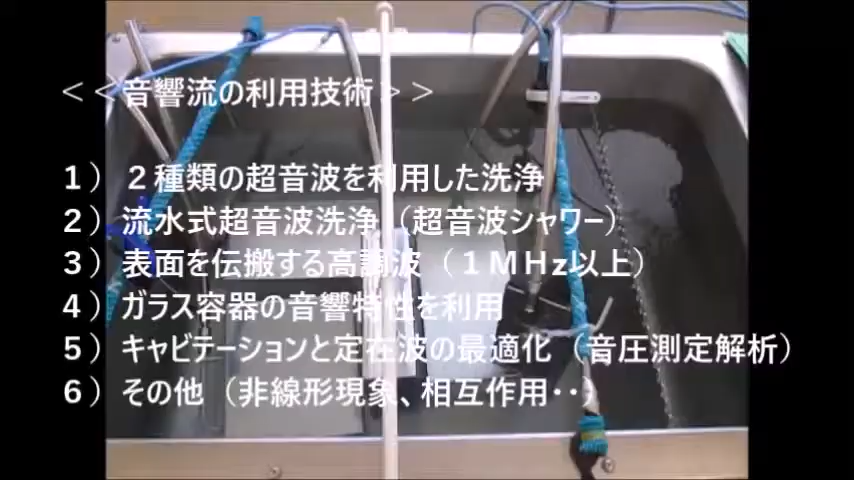 ＜＜音響流の利用技術＞＞
１）２種類の超音波を利用した洗浄
２）流水式超音波洗浄（超音波シャワー）
３）表面を伝搬する高調波（１ＭＨz以上）
４）ガラス容器の音響特性を利用
５）キャビテーションと定在波の最適化（音圧測定解析）
６）その他（非線形現象、相互作用‥）